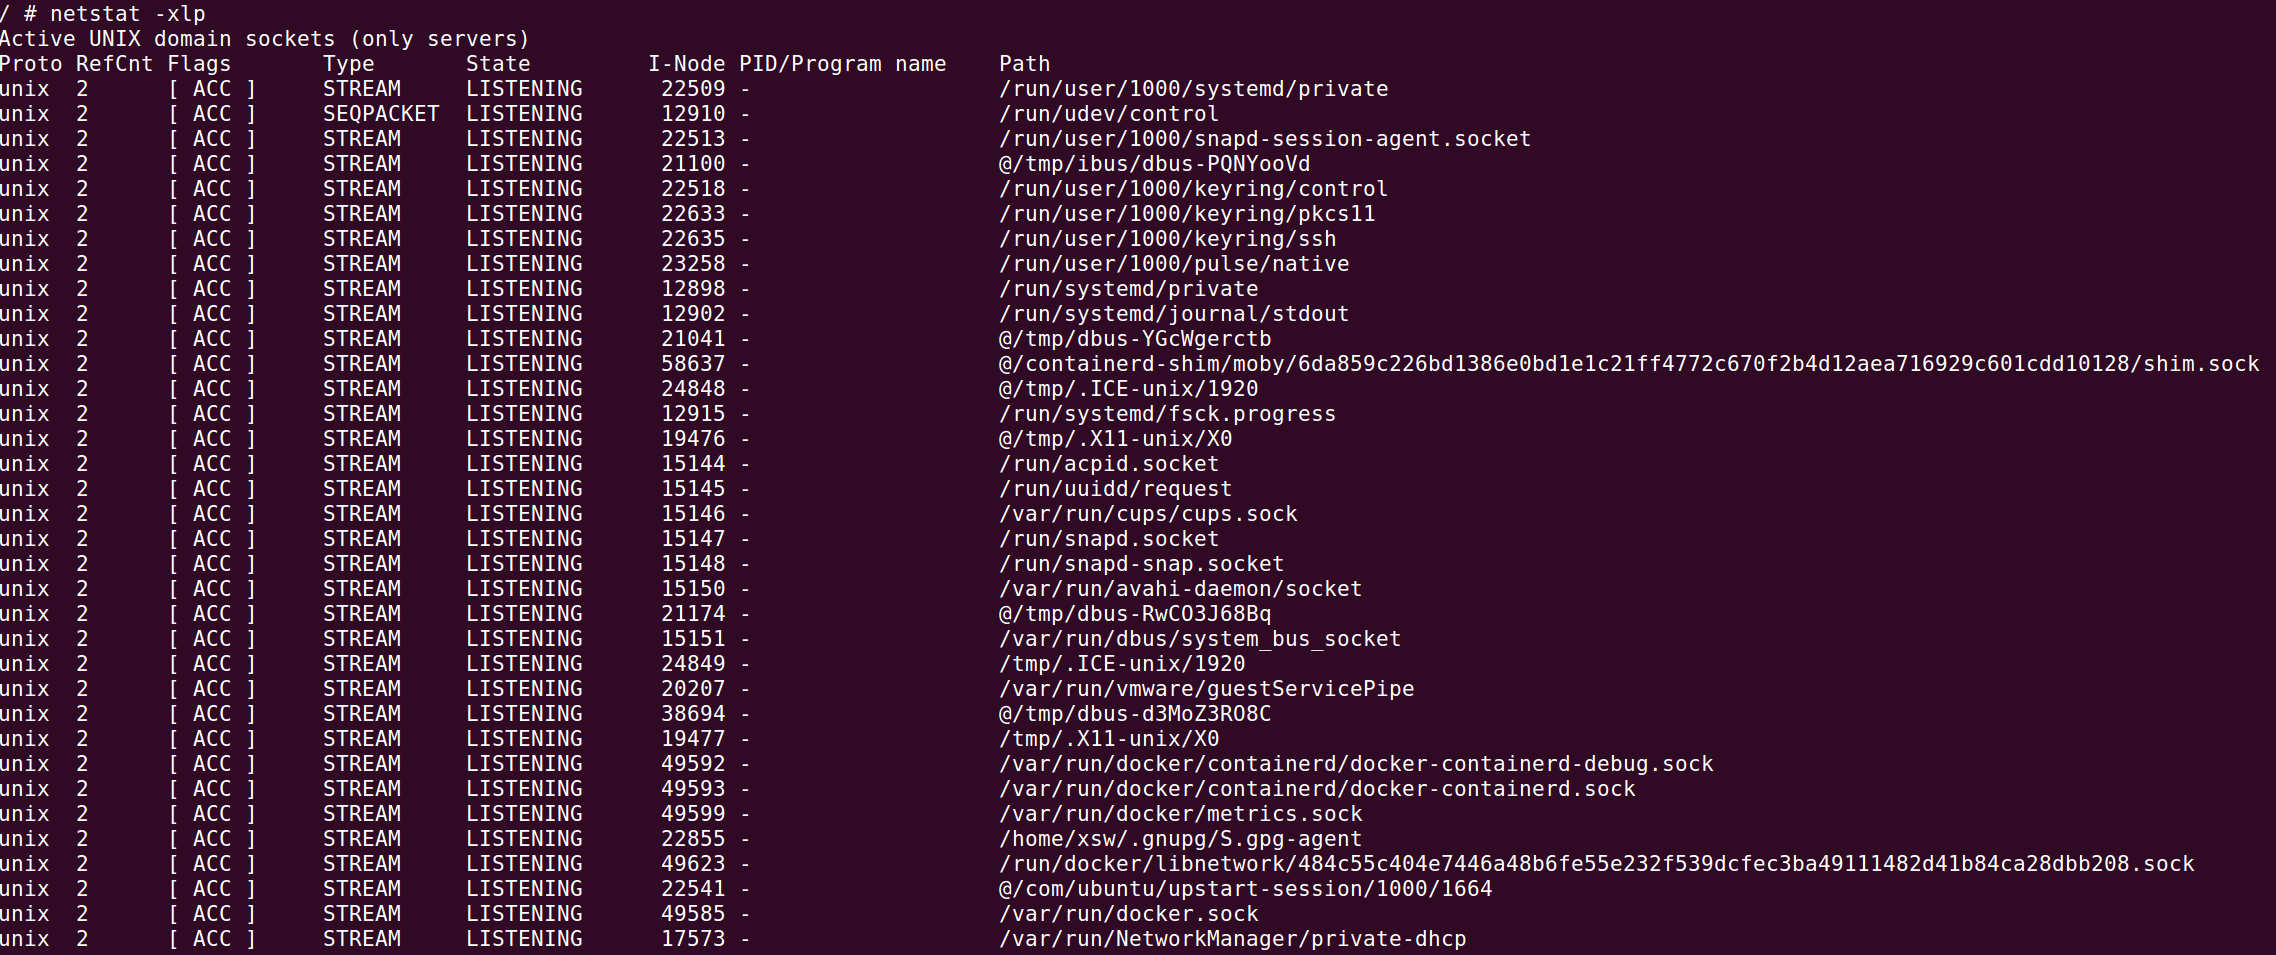 / # netstat -xlp
Active UNIX domain sockets (only servers)
Proto RefCnt Flags       Type       State         I-Node PID/Program name    Path
unix  2      [ ACC ]     STREAM     LISTENING      22509 -                   /run/user/1000/systemd/private
unix  2      [ ACC ]     SEQPACKET  LISTENING      12910 -                   /run/udev/control
unix  2      [ ACC ]     STREAM     LISTENING      22513 -                   /run/user/1000/snapd-session-agent.socket
unix  2      [ ACC ]     STREAM     LISTENING      21100 -                   @/tmp/ibus/dbus-PQNYooVd
unix  2      [ ACC ]     STREAM     LISTENING      22518 -                   /run/user/1000/keyring/control
unix  2      [ ACC ]     STREAM     LISTENING      22633 -                   /run/user/1000/keyring/pkcs11
unix  2      [ ACC ]     STREAM     LISTENING      22635 -                   /run/user/1000/keyring/ssh
unix  2      [ ACC ]     STREAM     LISTENING      23258 -                   /run/user/1000/pulse/native
unix  2      [ ACC ]     STREAM     LISTENING      12898 -                   /run/systemd/private
unix  2      [ ACC ]     STREAM     LISTENING      12902 -                   /run/systemd/journal/stdout
unix  2      [ ACC ]     STREAM     LISTENING      21041 -                   @/tmp/dbus-YGcWgerctb
unix  2      [ ACC ]     STREAM     LISTENING      58637 -                   @/containerd-shim/moby/6da859c226bd1386e0bd1e1c21ff4772c670f2b4d12aea716929c601cdd10128/shim.sock
unix  2      [ ACC ]     STREAM     LISTENING      24848 -                   @/tmp/.ICE-unix/1920
unix  2      [ ACC ]     STREAM     LISTENING      12915 -                   /run/systemd/fsck.progress
unix  2      [ ACC ]     STREAM     LISTENING      19476 -                   @/tmp/.X11-unix/X0
unix  2      [ ACC ]     STREAM     LISTENING      15144 -                   /run/acpid.socket
unix  2      [ ACC ]     STREAM     LISTENING      15145 -                   /run/uuidd/request
unix  2      [ ACC ]     STREAM     LISTENING      15146 -                   /var/run/cups/cups.sock
unix  2      [ ACC ]     STREAM     LISTENING      15147 -                   /run/snapd.socket
unix  2      [ ACC ]     STREAM     LISTENING      15148 -                   /run/snapd-snap.socket
unix  2      [ ACC ]     STREAM     LISTENING      15150 -                   /var/run/avahi-daemon/socket
unix  2      [ ACC ]     STREAM     LISTENING      21174 -                   @/tmp/dbus-RwCO3J68Bq
unix  2      [ ACC ]     STREAM     LISTENING      15151 -                   /var/run/dbus/system_bus_socket
unix  2      [ ACC ]     STREAM     LISTENING      24849 -                   /tmp/.ICE-unix/1920
unix  2      [ ACC ]     STREAM     LISTENING      20207 -                   /var/run/vmware/guestServicePipe
unix  2      [ ACC ]     STREAM     LISTENING      38694 -                   @/tmp/dbus-d3MoZ3RO8C
unix  2      [ ACC ]     STREAM     LISTENING      19477 -                   /tmp/.X11-unix/X0
unix  2      [ ACC ]     STREAM     LISTENING      49592 -                   /var/run/docker/containerd/docker-containerd-debug.sock
unix  2      [ ACC ]     STREAM     LISTENING      49593 -                   /var/run/docker/containerd/docker-containerd.sock
unix  2      [ ACC ]     STREAM     LISTENING      49599 -                   /var/run/docker/metrics.sock
unix  2      [ ACC ]     STREAM     LISTENING      22855 -                   /home/xsw/.gnupg/S.gpg-agent
unix  2      [ ACC ]     STREAM     LISTENING      49623 -                   /run/docker/libnetwork/484c55c404e7446a48b6fe55e232f539dcfec3ba49111482d41b84ca28dbb208.sock
unix  2      [ ACC ]     STREAM     LISTENING      22541 -                   @/com/ubuntu/upstart-session/1000/1664
unix  2      [ ACC ]     STREAM     LISTENING      49585 -                   /var/run/docker.sock
unix  2      [ ACC ]     STREAM     LISTENING      17573 -                   /var/run/NetworkManager/private-dhcp